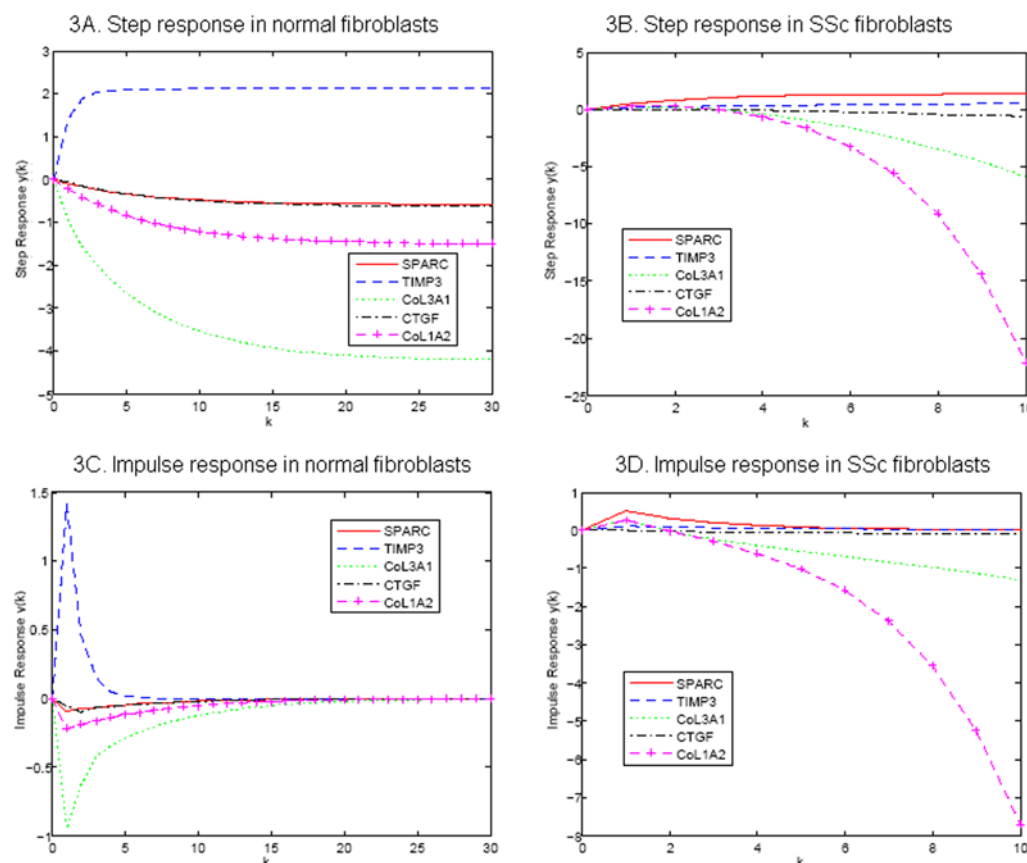 3A. Step response in normal fibroblasts
3
2
1
0
−1
−2
−3
−4
−5
Step Response y(k)
0 5 10 15 20 25 30
k
SPARC
TIMP3
CoL3A1
CTGF
CoL1A2
3B. Step response in SSc fibroblasts
5
0
−5
−10
−15
−20
−25
Step Response y(k)
0 2 4 6 8 10
k
SPARC
TIMP3
CoL3A1
CTGF
CoL1A2
3C. Impulse response in normal fibroblasts
1.5
1
0.5
0
−0.5
−1
Impulse Response y(k)
0 5 10 15 20 25 30
k
SPARC
TIMP3
CoL3A1
CTGF
CoL1A2
3D. Impulse response in SSc fibroblasts
1
0
−1
−2
−3
−4
−5
−6
−7
−8
Impulse Response y(k)
0 2 4 6 8 10
k
SPARC
TIMP3
CoL3A1
CTGF
CoL1A2